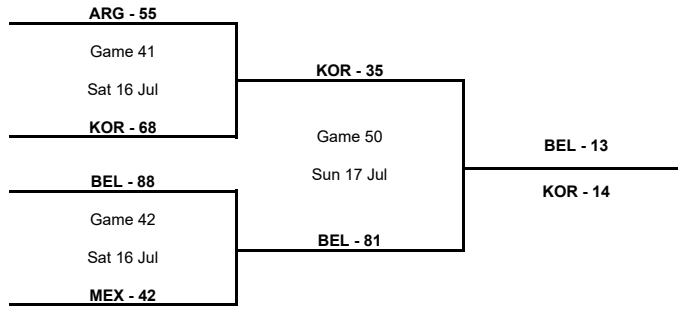 ARG - 55
Game 41
Sat 16 Jul
KOR - 68
BEL - 88
Game 42
Sat 16 Jul
MEX - 42
KOR - 35
Game 50
Sun 17 Jul
BEL - 81
BEL - 13
KOR - 14